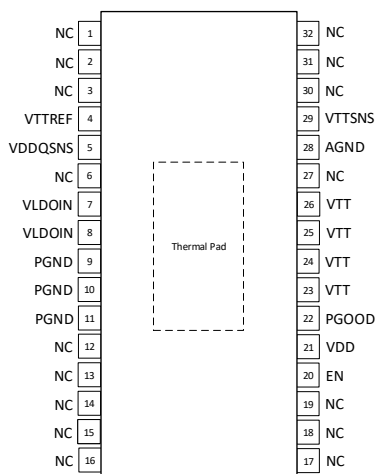 NC 1 32 NC
NC 2 31 NC
NC 3 30 NC
VTTREF 4 29 VTTSNS
VDDQSNS 5 28 AGND
NC 6 27 NC
VLDOIN 7 26 VTT
VLDOIN 8 25 VTT
Thermal Pad
PGND 9 24 VTT
PGND 10 23 VTT
PGND 11 22 PGOOD
NC 12 21 VDD
NC 13 20 EN
NC 14 19 NC
NC 15 18 NC
NC 16 17 NC